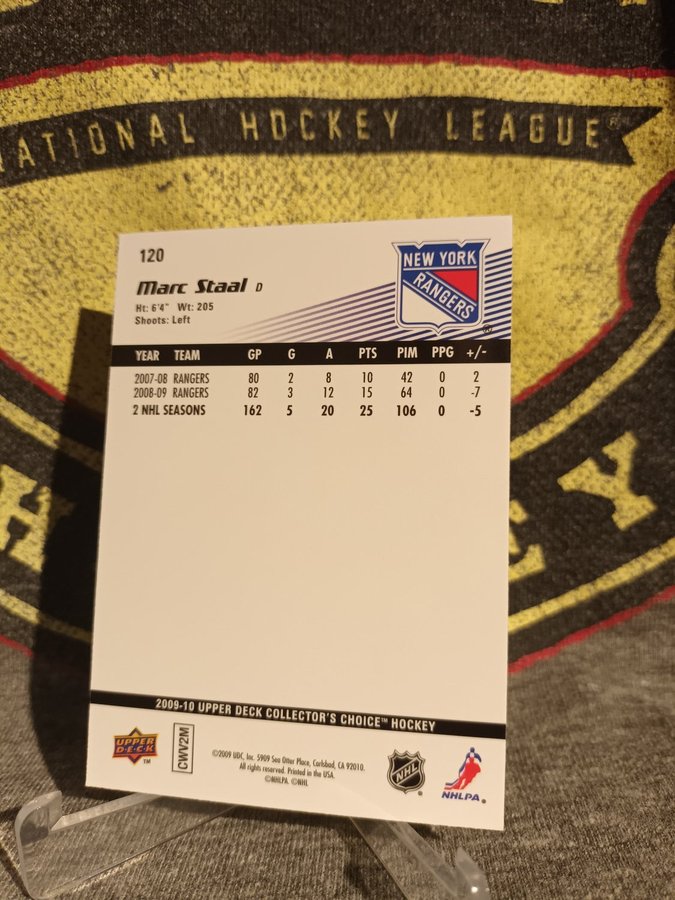 NATIONAL HOCKEY LEAGUE®
120
Marc Staal D
Ht: 6'4" Wt: 205
Shoots: Left
NEW YORK
RANGERS
®
YEAR TEAM GP G A PTS PIM PPG +/-
2007-08 RANGERS 80 2 8 10 42 0 2
2008-09 RANGERS 82 3 12 15 64 0 -7
2 NHL SEASONS 162 5 20 25 106 0 -5
2009-10 UPPER DECK COLLECTOR'S CHOICE™ HOCKEY
UPPER
DECK
TM
CWV2M
©2009 UDC, Inc. 5909 Sea Otter Place, Carlsbad, CA 92010.
All rights reserved. Printed in the USA.
©NHLPA. ©NHL
NHL
NHLPA®